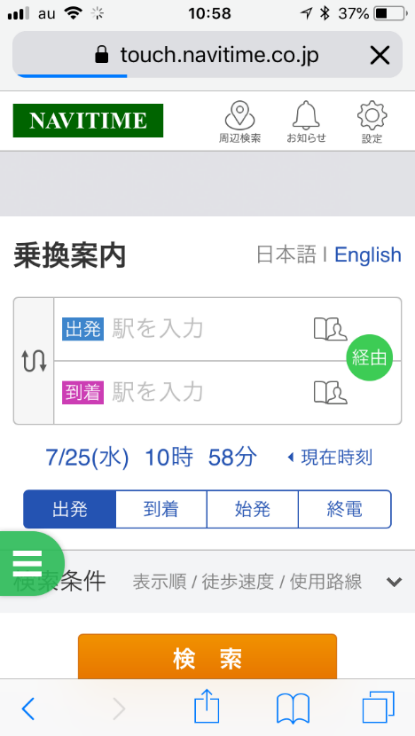 au 10:58 37%
touch.navitime.co.jp
NAVITIME 周辺検索 お知らせ 設定
乗換案内 日本語 | English
出発 駅を入力
経由
到着 駅を入力
7/25(水) 10時 58分 現在時刻
出発 到着 始発 終電
検索条件 表示順 / 徒歩速度 / 使用路線
検 索